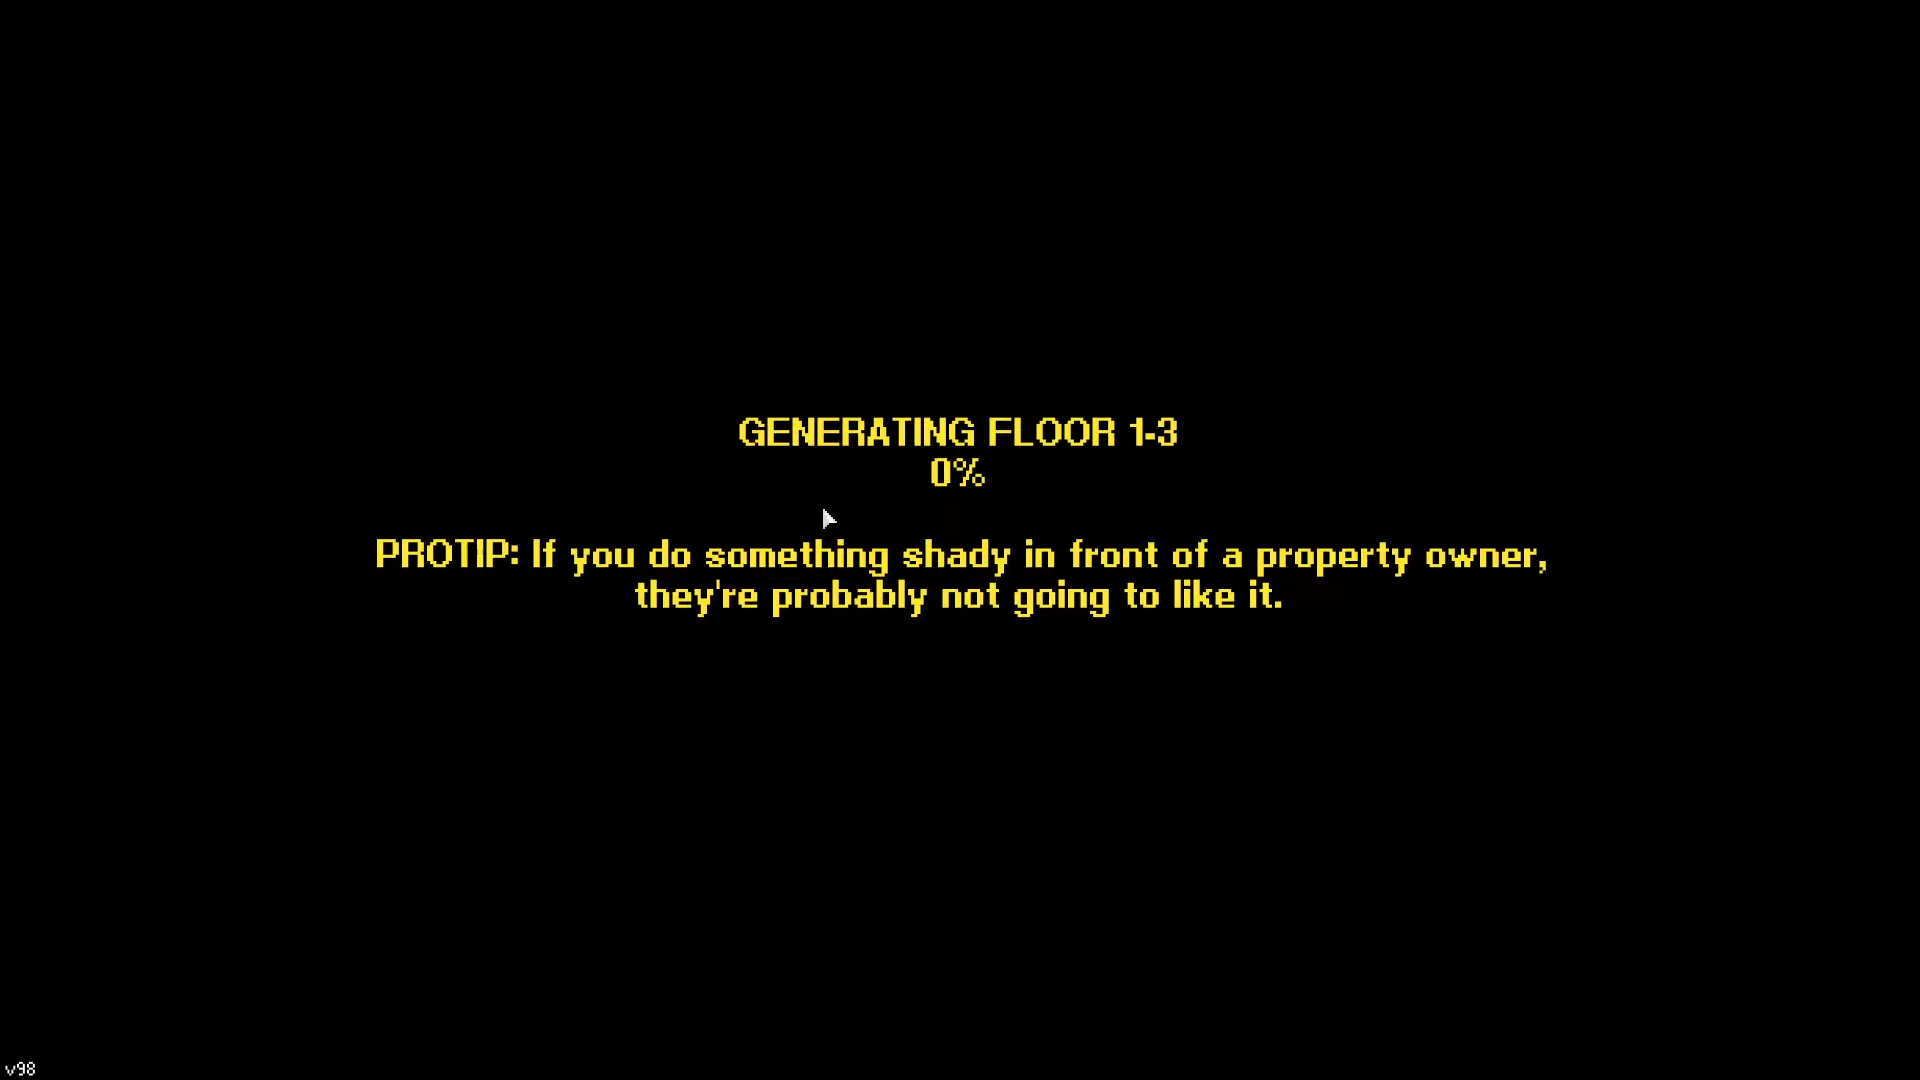 GENERATING FLOOR 1-3
0%
PROTIP: If you do something shady in front of a property owner,
they're probably not going to like it.
v98